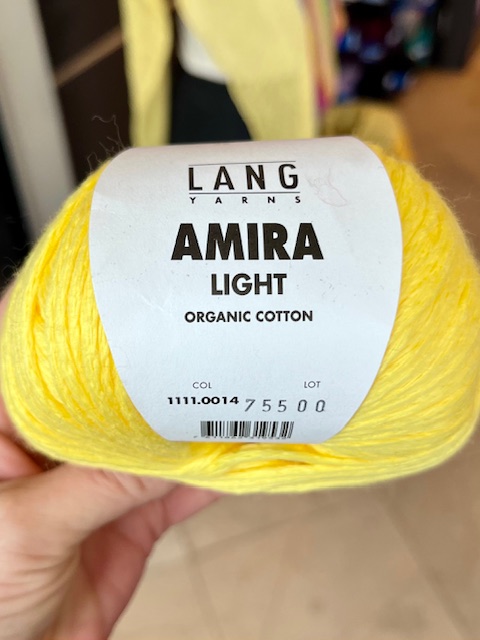 LANG
YARNS
AMIRA
LIGHT
ORGANIC COTTON
COL LOT
1111.0014 75500